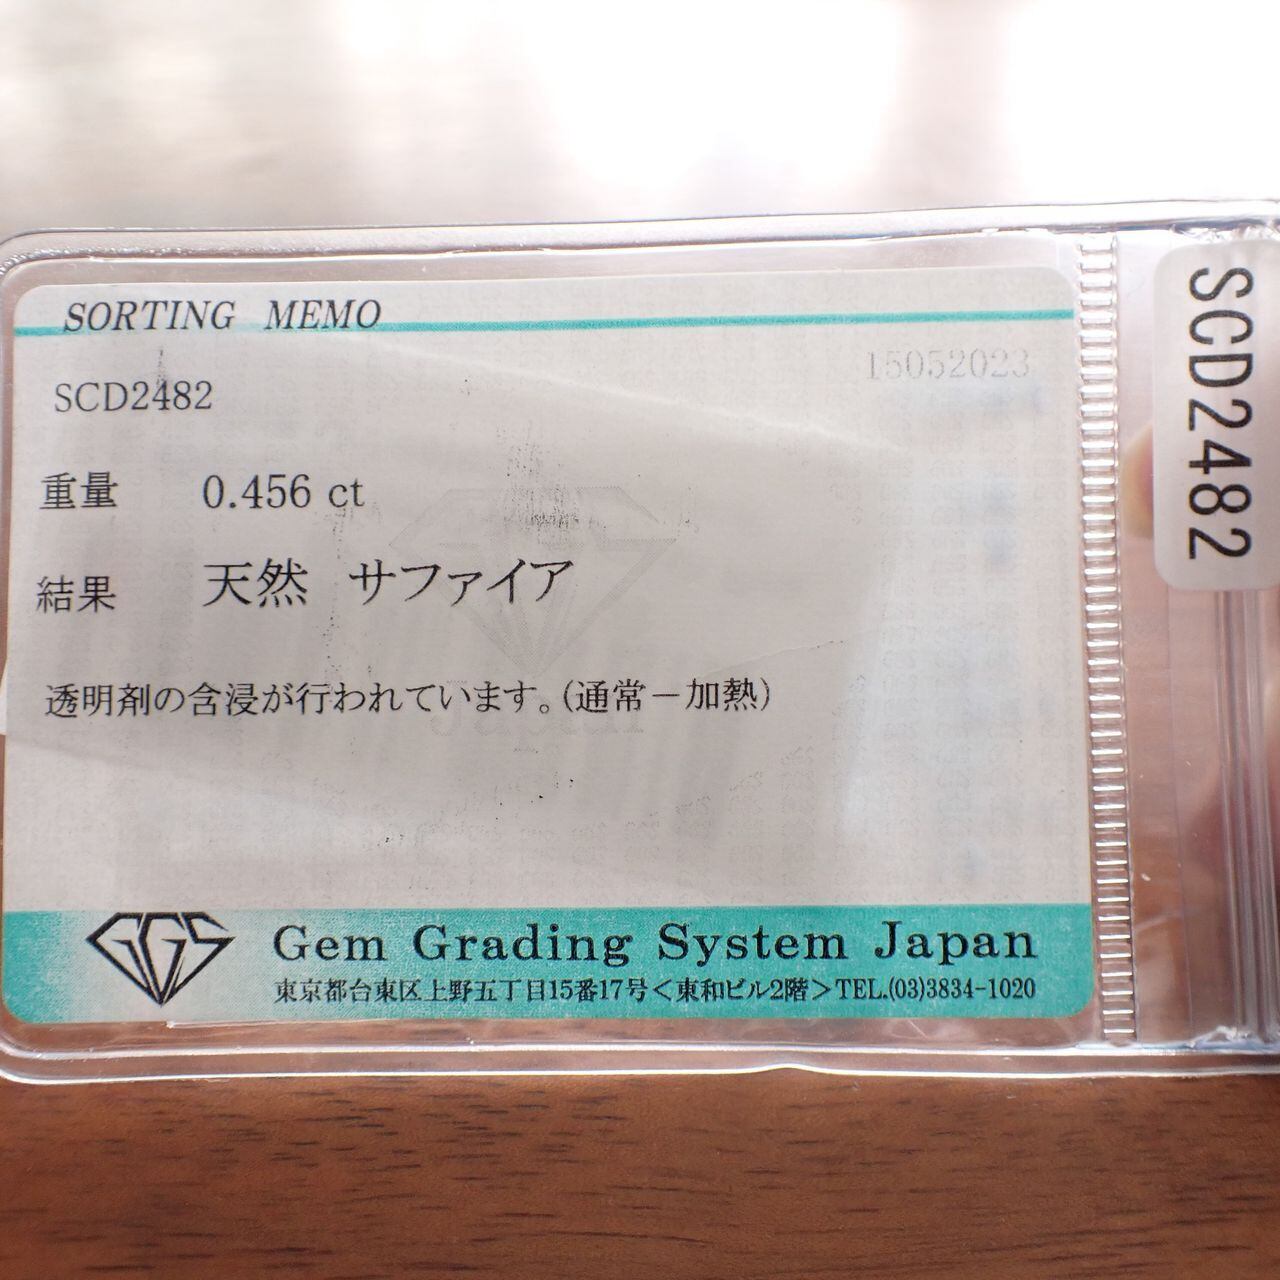 SORTING MEMO
15052023
SCD2482
重量 0.456 ct
結果 天然 サファイア
透明剤の含浸が行われています。(通常－加熱)
GGS
Gem Grading System Japan
東京都台東区上野五丁目15番17号＜東和ビル2階＞TEL.(03)3834-1020
SCD2482